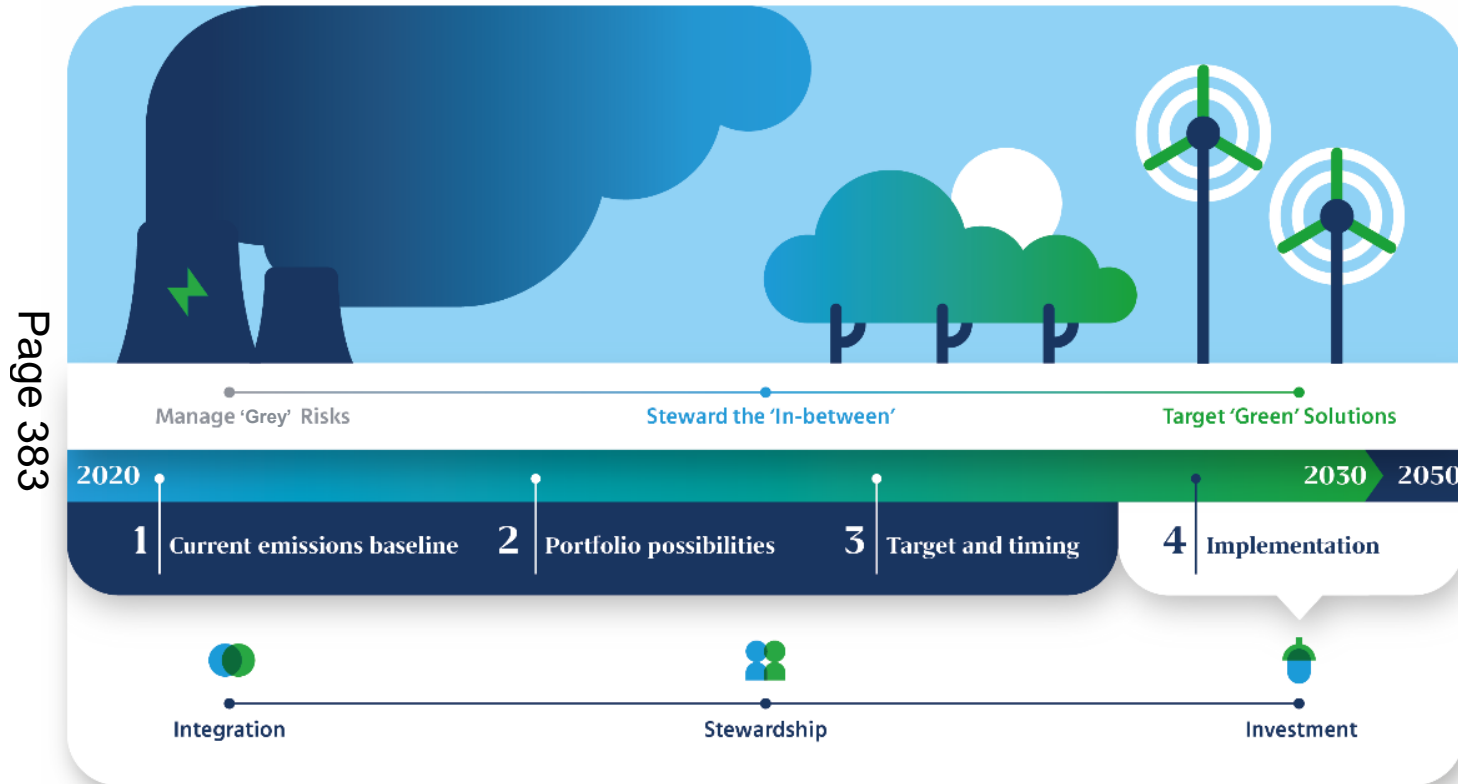 Page 383
Manage ‘Grey’ Risks
Steward the ‘In-between’
Target ‘Green’ Solutions
2020
2030
2050
1 Current emissions baseline
2 Portfolio possibilities
3 Target and timing
4 Implementation
Integration
Stewardship
Investment